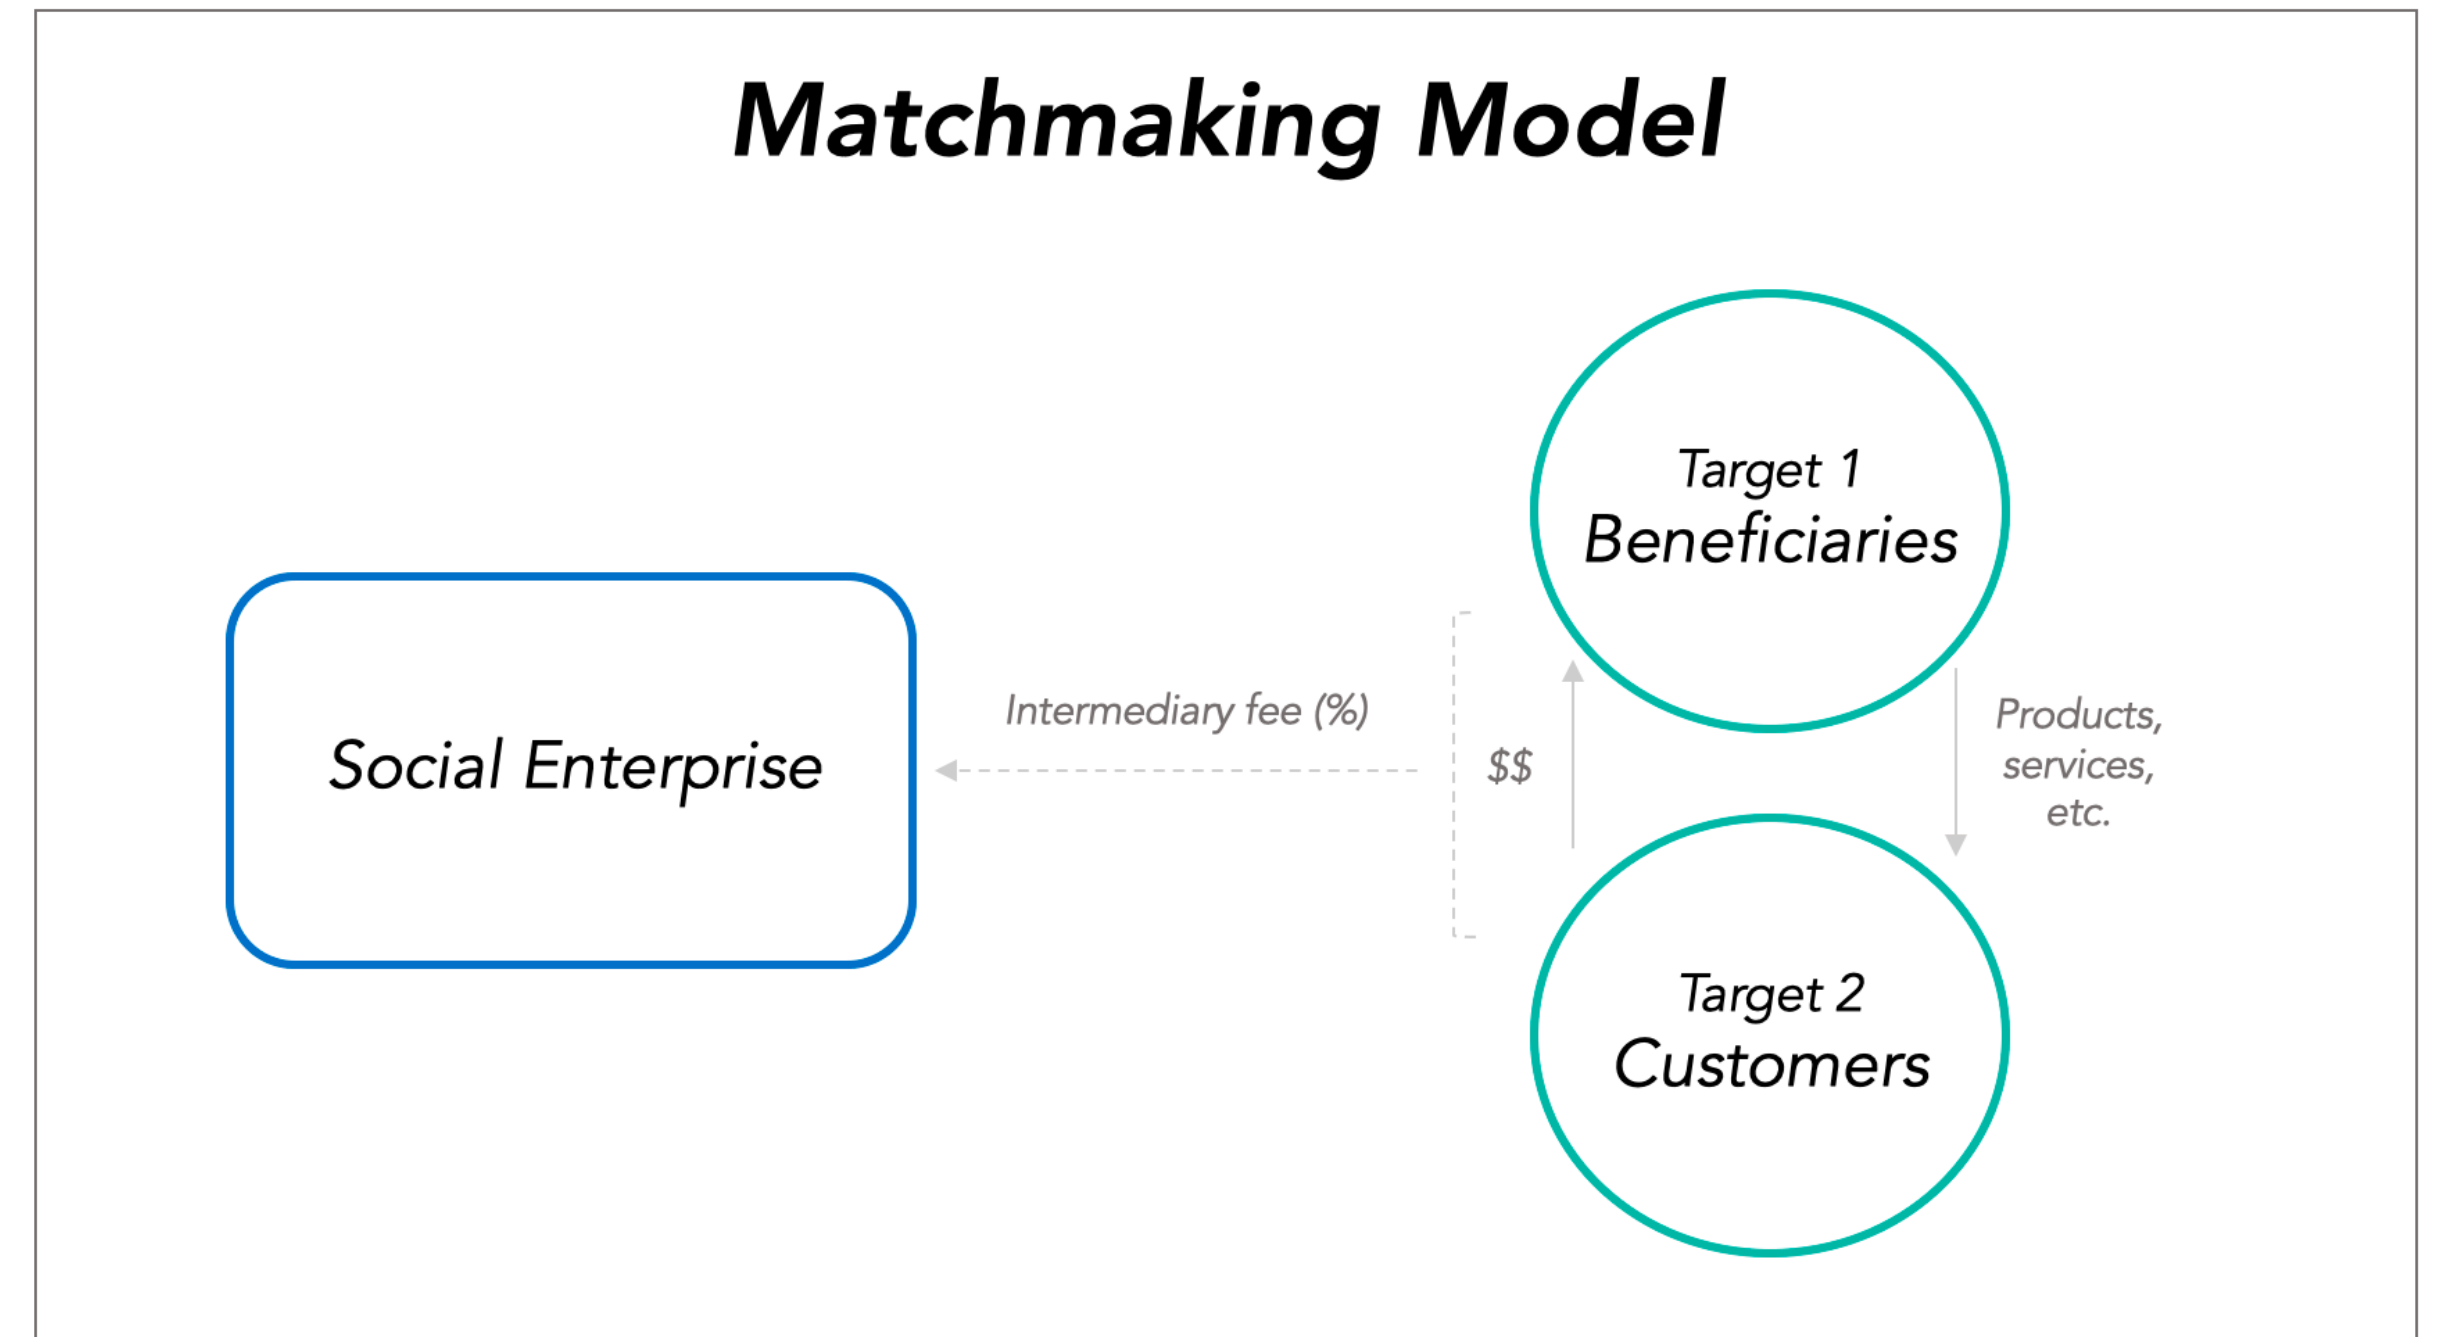 Matchmaking Model
Target 1
Beneficiaries
Social Enterprise
Intermediary fee (%)
$$
Products,
services,
etc.
Target 2
Customers